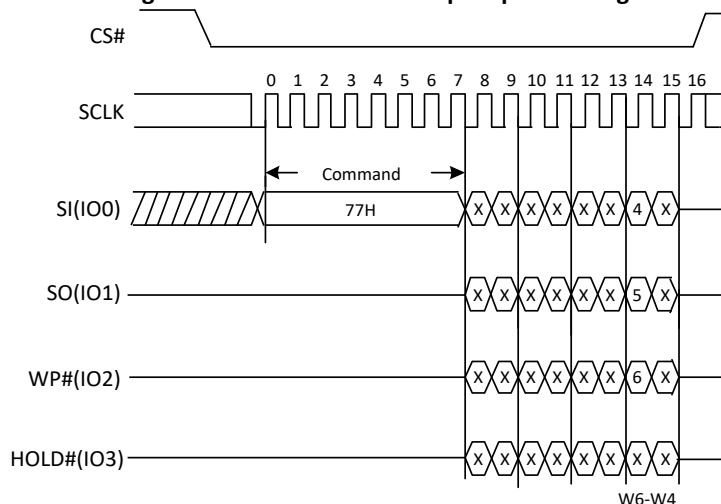 CS#
0 1 2 3 4 5 6 7 8 9 10 11 12 13 14 15 16
SCLK
Command
SI(IO0) 77H X X X X X X 4 X
SO(IO1) X X X X X X 5 X
WP#(IO2) X X X X X X 6 X
HOLD#(IO3) X X X X X X X X
W6-W4